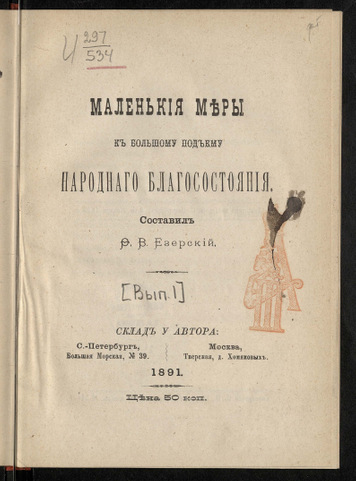 И 297
534
МАЛЕНЬКІЯ МѢРЫ
КЪ БОЛЬШОМУ ПОДЪЕМУ
НАРОДНАГО БЛАГОСОСТОЯНІЯ.
Составилъ
Ѳ. В. Езерскій.
[Вып. 1]
СКЛАДЪ У АВТОРА:
С.-Петербургъ,
Большая Морская, № 39.
Москва,
Тверская, д. Хомяковыхъ.
1891.
Цѣна 50 коп.